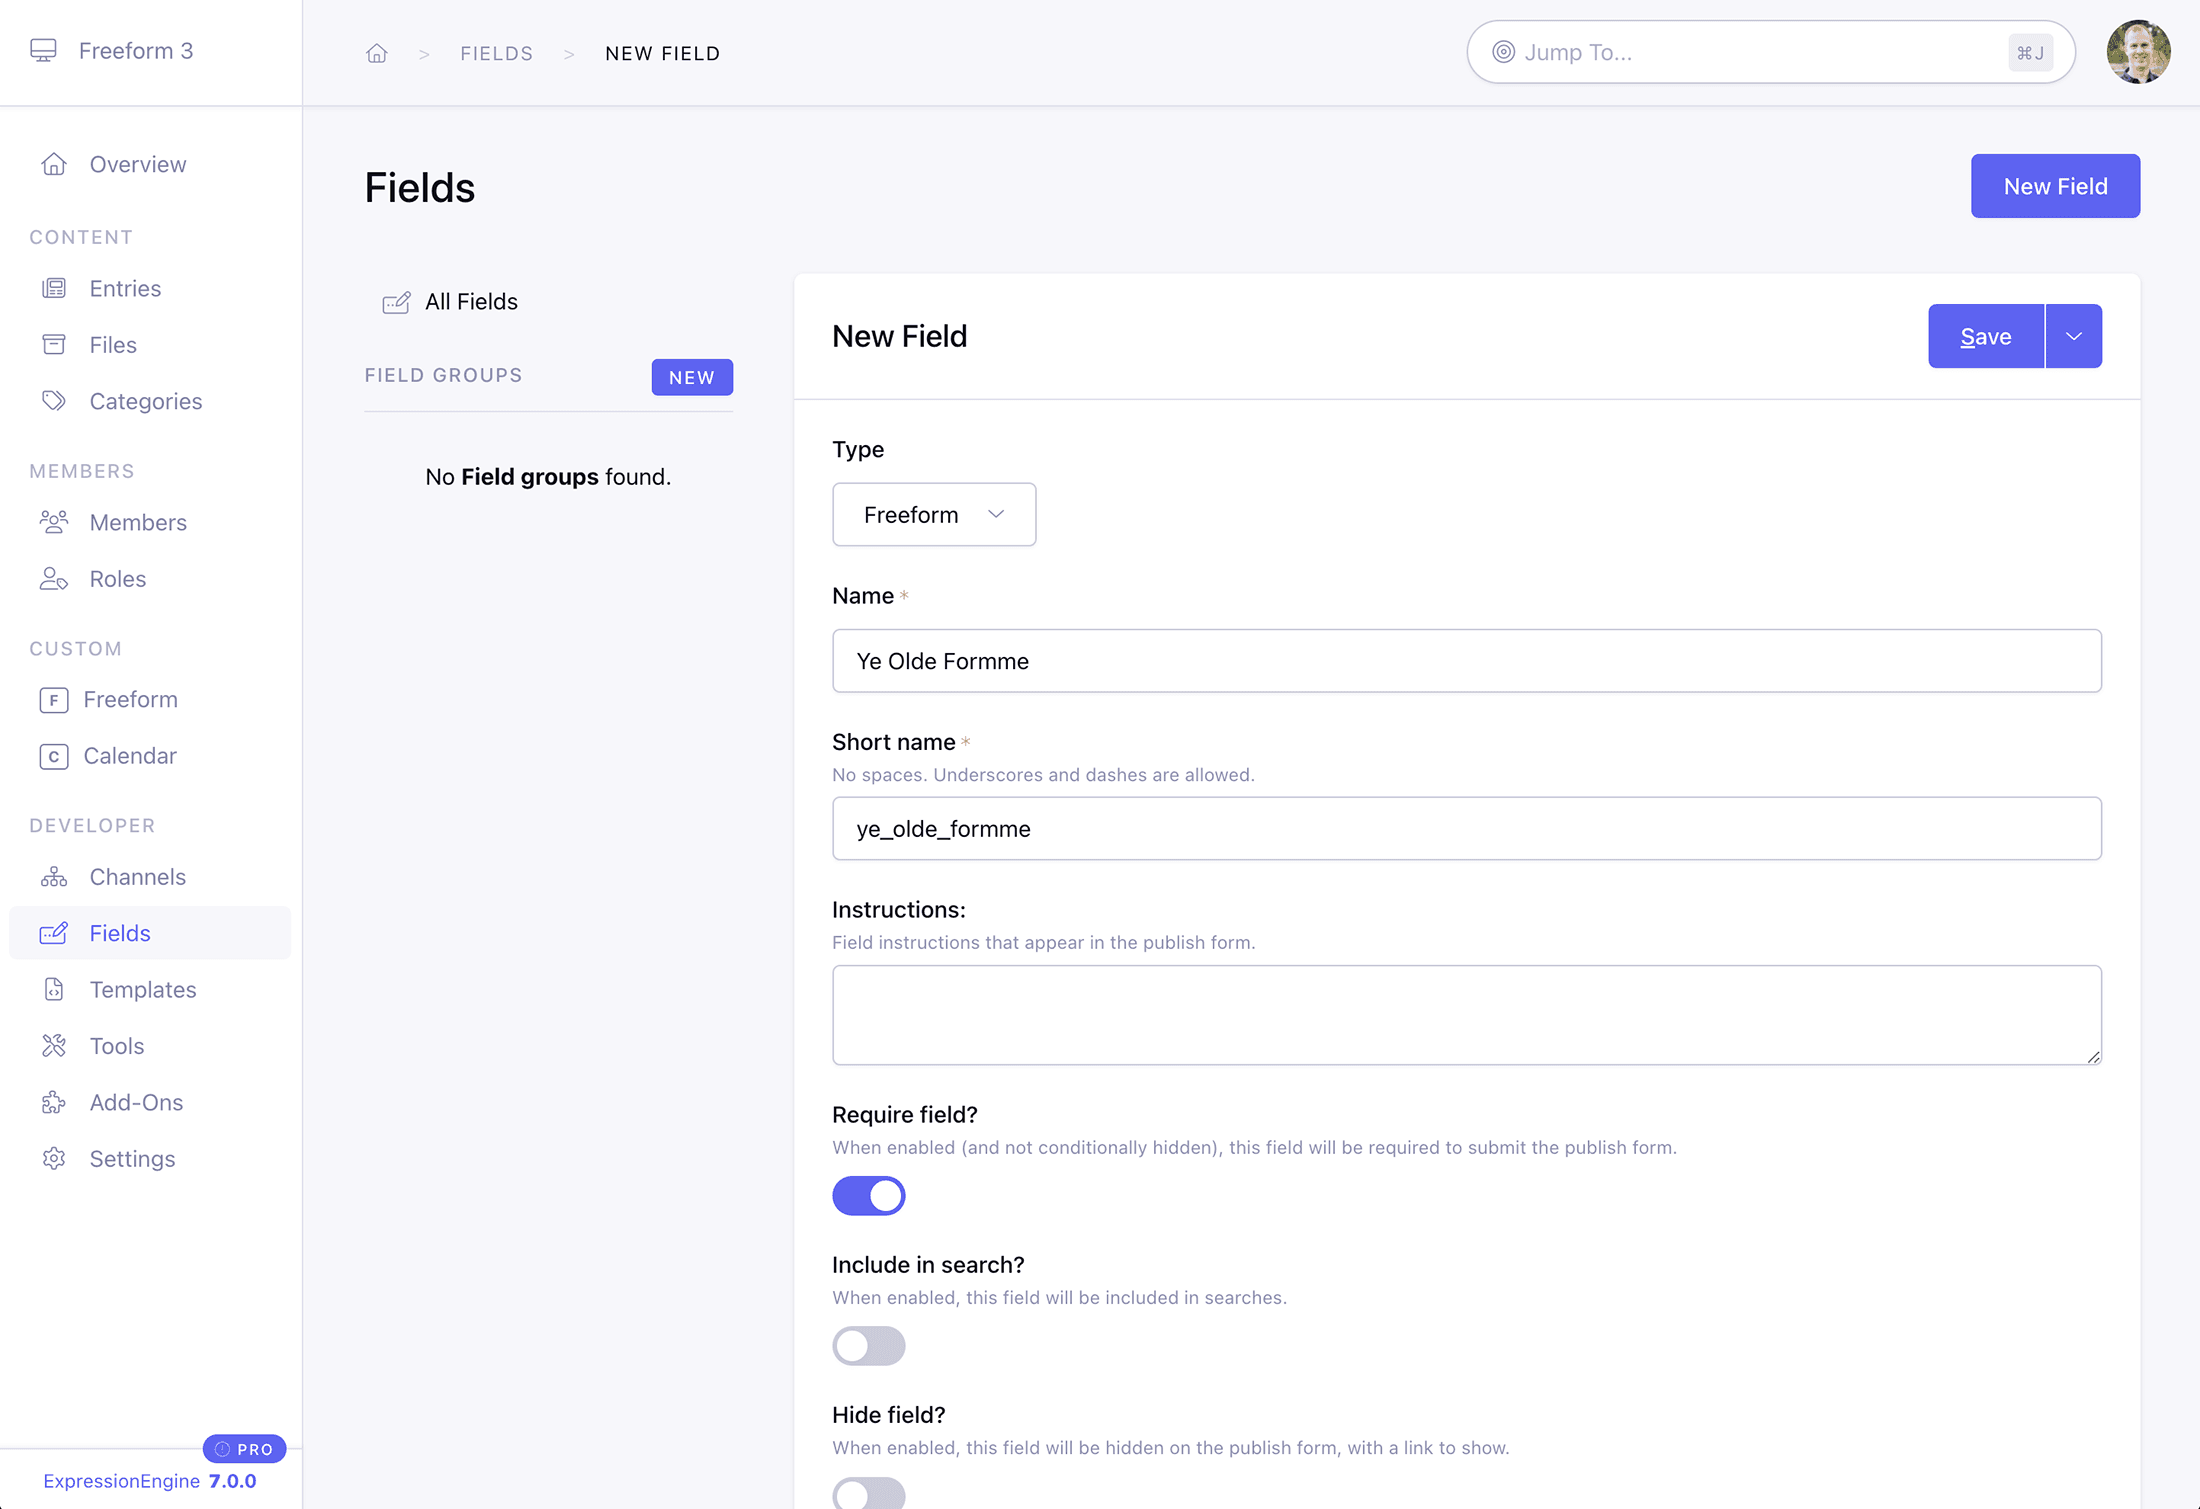 Freeform 3
Overview
CONTENT
Entries
Files
Categories
MEMBERS
Members
Roles
CUSTOM
F Freeform
C Calendar
DEVELOPER
Channels
Fields
Templates
Tools
Add-Ons
Settings
PRO
ExpressionEngine 7.0.0
> FIELDS > NEW FIELD
Jump To... ⌘J
Fields
New Field
All Fields
FIELD GROUPS NEW
No Field groups found.
New Field
Save
Type
Freeform
Name *
Ye Olde Formme
Short name *
No spaces. Underscores and dashes are allowed.
ye_olde_formme
Instructions:
Field instructions that appear in the publish form.
Require field?
When enabled (and not conditionally hidden), this field will be required to submit the publish form.
Include in search?
When enabled, this field will be included in searches.
Hide field?
When enabled, this field will be hidden on the publish form, with a link to show.